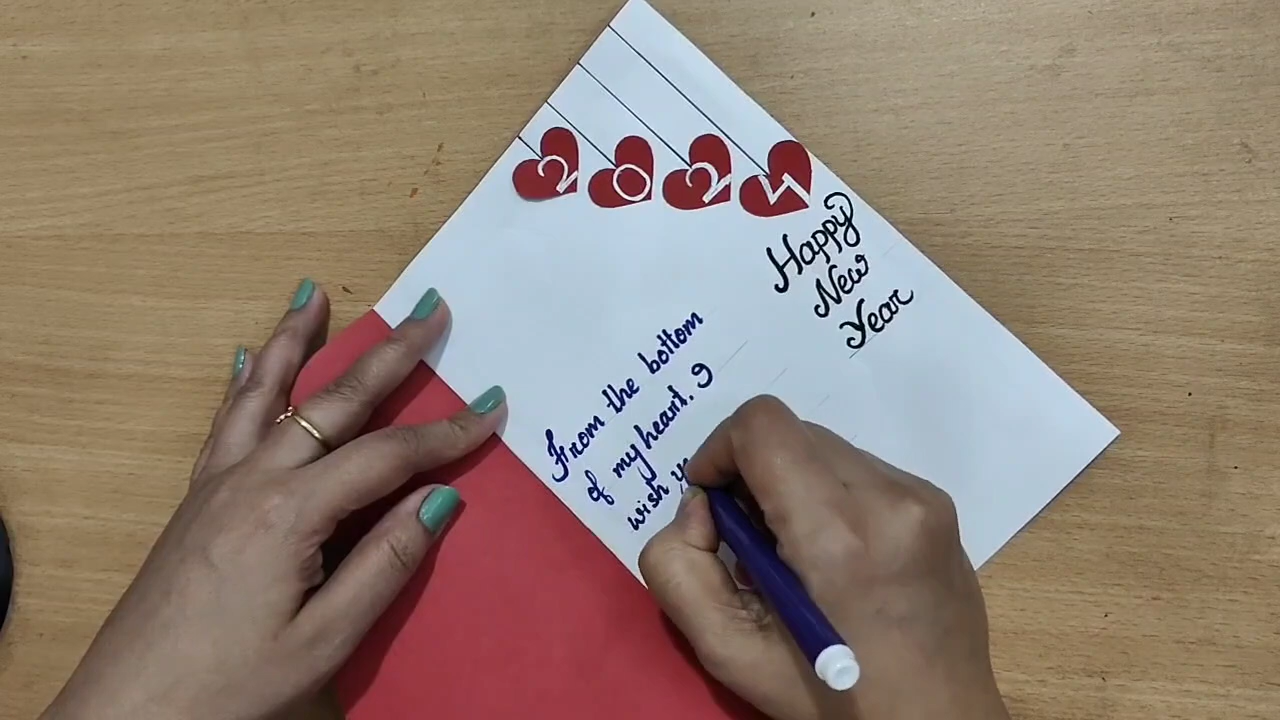 2024
Happy
New
Year
From the bottom
of my heart. I
wish